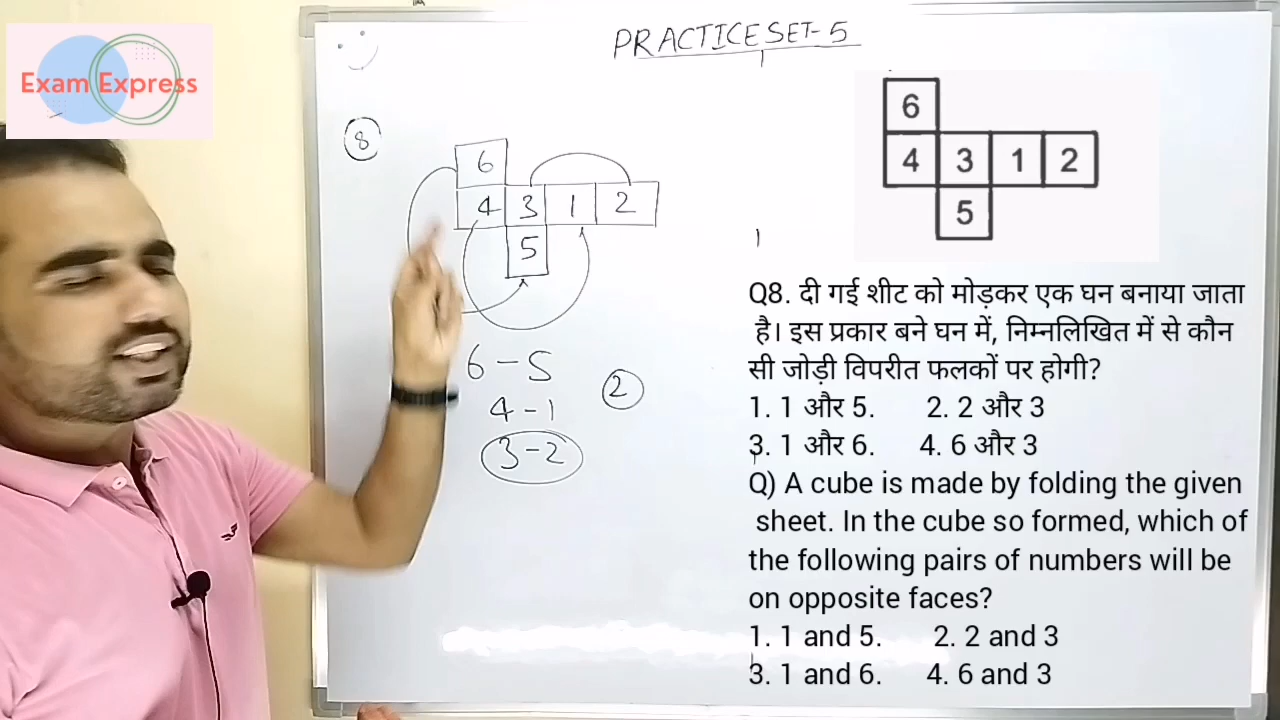 Exam Express
PRACTICE SET-5
8
6
4 3 1 2
5
6-5
4-1
3-2
2
6
4 3 1 2
5
Q8. दी गई शीट को मोड़कर एक घन बनाया जाता
है। इस प्रकार बने घन में, निम्नलिखित में से कौन
सी जोड़ी विपरीत फलकों पर होगी?
1. 1 और 5. 2. 2 और 3
3. 1 और 6. 4. 6 और 3
Q) A cube is made by folding the given
sheet. In the cube so formed, which of
the following pairs of numbers will be
on opposite faces?
1. 1 and 5. 2. 2 and 3
3. 1 and 6. 4. 6 and 3